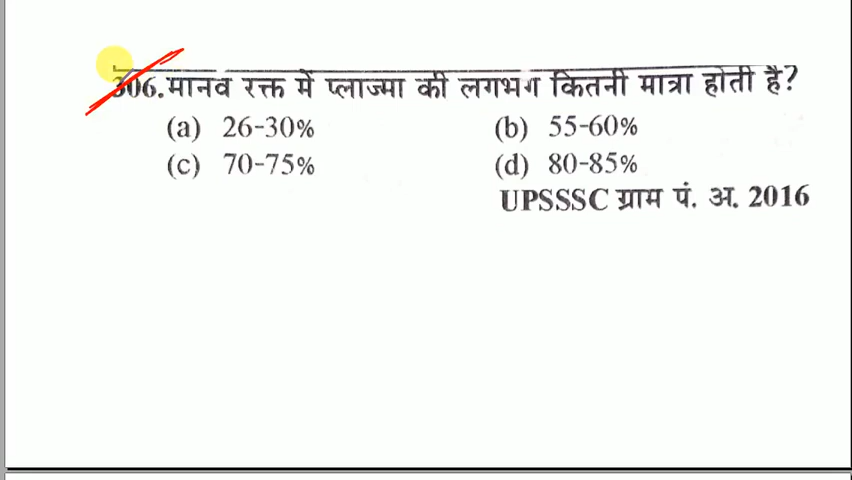 306.मानव रक्त में प्लाज्मा की लगभग कितनी मात्रा होती है?
(a) 26-30% (b) 55-60%
(c) 70-75% (d) 80-85%
UPSSSC ग्राम पं. अ. 2016